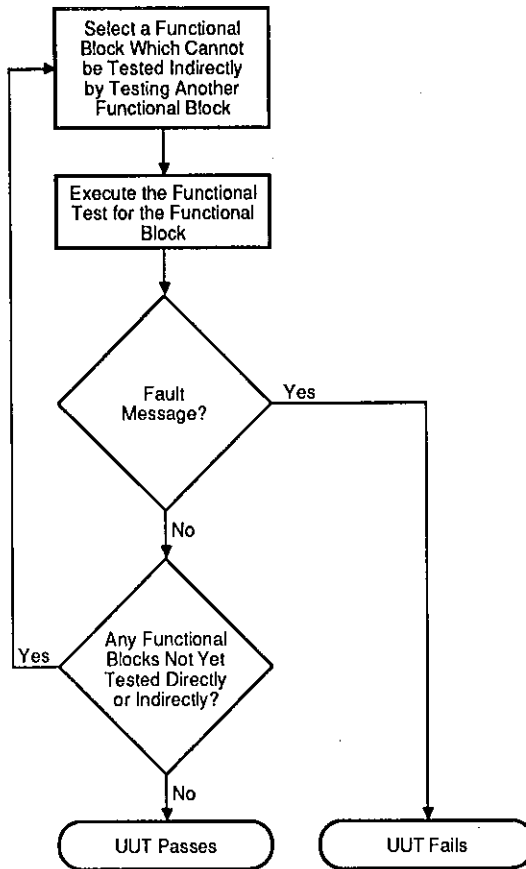 Select a Functional
Block Which Cannot
be Tested Indirectly
by Testing Another
Functional Block
Execute the Functional
Test for the Functional
Block
Fault
Message?
Yes
No
Any Functional
Blocks Not Yet
Tested Directly
or Indirectly?
Yes
No
UUT Passes
UUT Fails